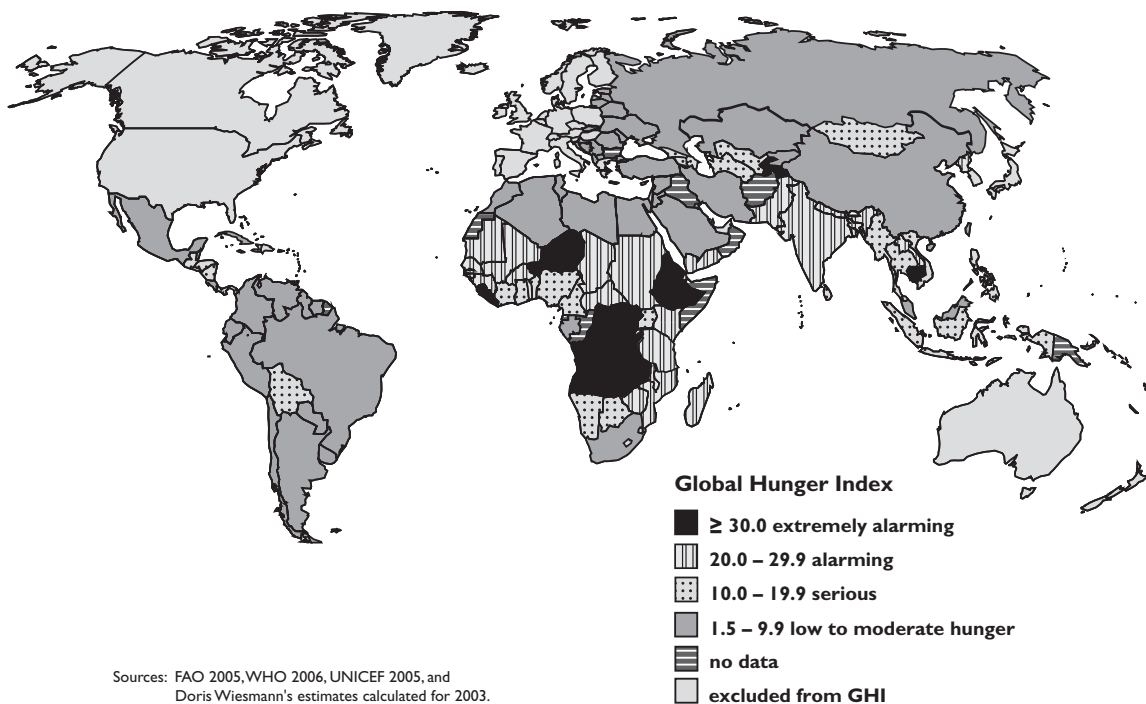 Global Hunger Index
≥ 30.0 extremely alarming
20.0 – 29.9 alarming
10.0 – 19.9 serious
1.5 – 9.9 low to moderate hunger
no data
excluded from GHI
Sources: FAO 2005,WHO 2006, UNICEF 2005, and
Doris Wiesmann's estimates calculated for 2003.